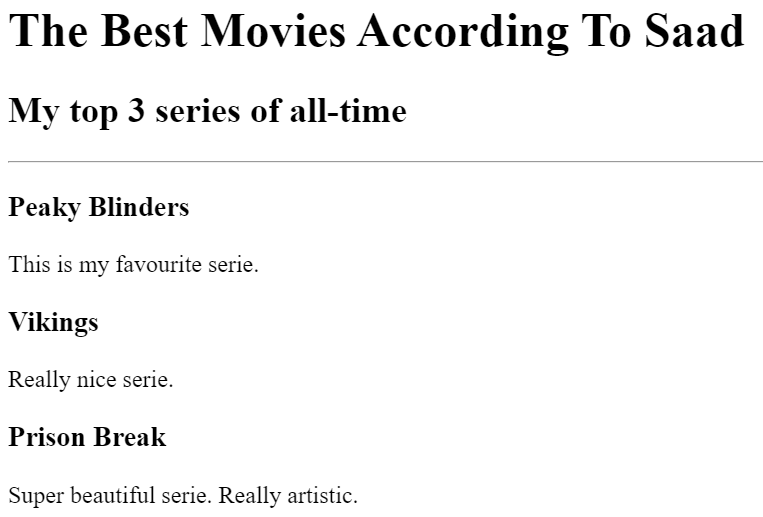 The Best Movies According To Saad
My top 3 series of all-time
Peaky Blinders
This is my favourite serie.
Vikings
Really nice serie.
Prison Break
Super beautiful serie. Really artistic.